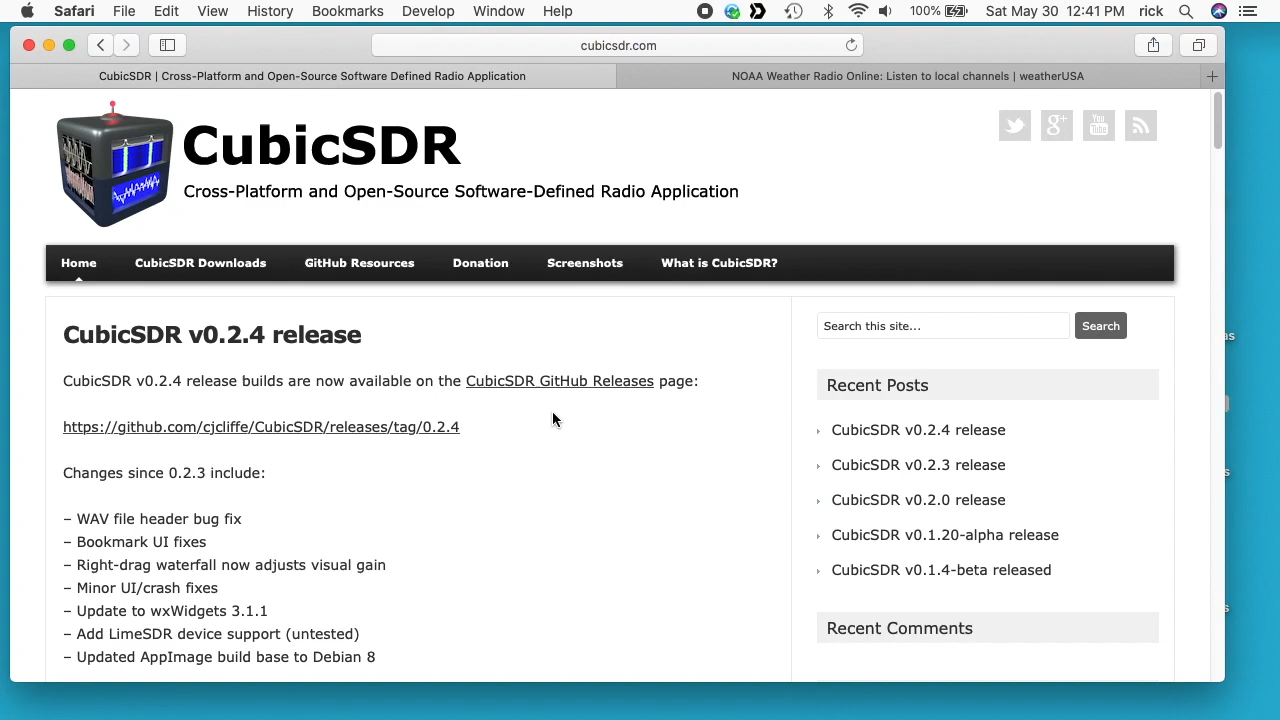 Safari File Edit View History Bookmarks Develop Window Help 100% Sat May 30 12:41 PM rick
cubicsdr.com
CubicSDR | Cross-Platform and Open-Source Software Defined Radio Application
NOAA Weather Radio Online: Listen to local channels | weatherUSA
CubicSDR
Cross-Platform and Open-Source Software-Defined Radio Application
g+
You Tube
Home CubicSDR Downloads GitHub Resources Donation Screenshots What is CubicSDR?
CubicSDR v0.2.4 release
CubicSDR v0.2.4 release builds are now available on the CubicSDR GitHub Releases page:
https://github.com/cjcliffe/CubicSDR/releases/tag/0.2.4
Changes since 0.2.3 include:
– WAV file header bug fix
– Bookmark UI fixes
– Right-drag waterfall now adjusts visual gain
– Minor UI/crash fixes
– Update to wxWidgets 3.1.1
– Add LimeSDR device support (untested)
– Updated AppImage build base to Debian 8
Search this site...
Search
Recent Posts
CubicSDR v0.2.4 release
CubicSDR v0.2.3 release
CubicSDR v0.2.0 release
CubicSDR v0.1.20-alpha release
CubicSDR v0.1.4-beta released
Recent Comments